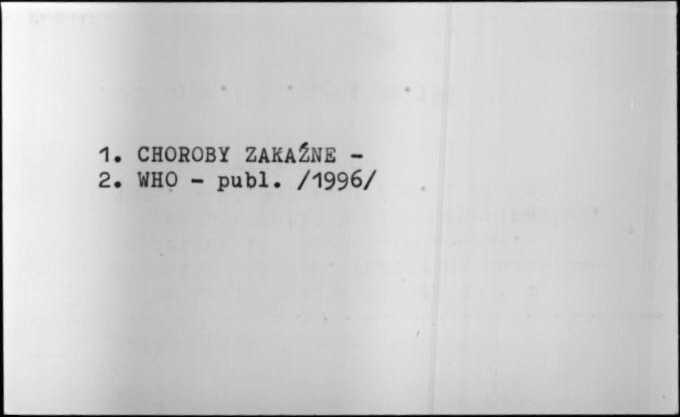 1. CHOROBY ZAKAŹNE -
2. WHO - publ. /1996/